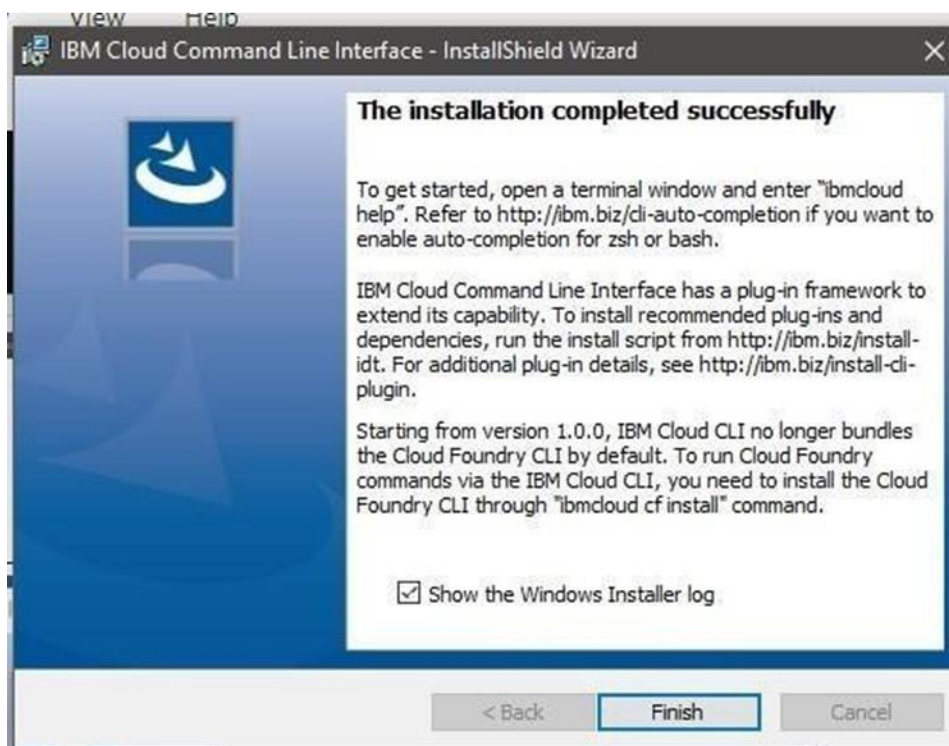 View Help
IBM Cloud Command Line Interface - InstallShield Wizard
The installation completed successfully
To get started, open a terminal window and enter "ibmcloud
help". Refer to http://ibm.biz/cli-auto-completion if you want to
enable auto-completion for zsh or bash.
IBM Cloud Command Line Interface has a plug-in framework to
extend its capability. To install recommended plug-ins and
dependencies, run the install script from http://ibm.biz/install-
idt. For additional plug-in details, see http://ibm.biz/install-cli-
plugin.
Starting from version 1.0.0, IBM Cloud CLI no longer bundles
the Cloud Foundry CLI by default. To run Cloud Foundry
commands via the IBM Cloud CLI, you need to install the Cloud
Foundry CLI through "ibmcloud cf install" command.
Show the Windows Installer log
< Back Finish Cancel